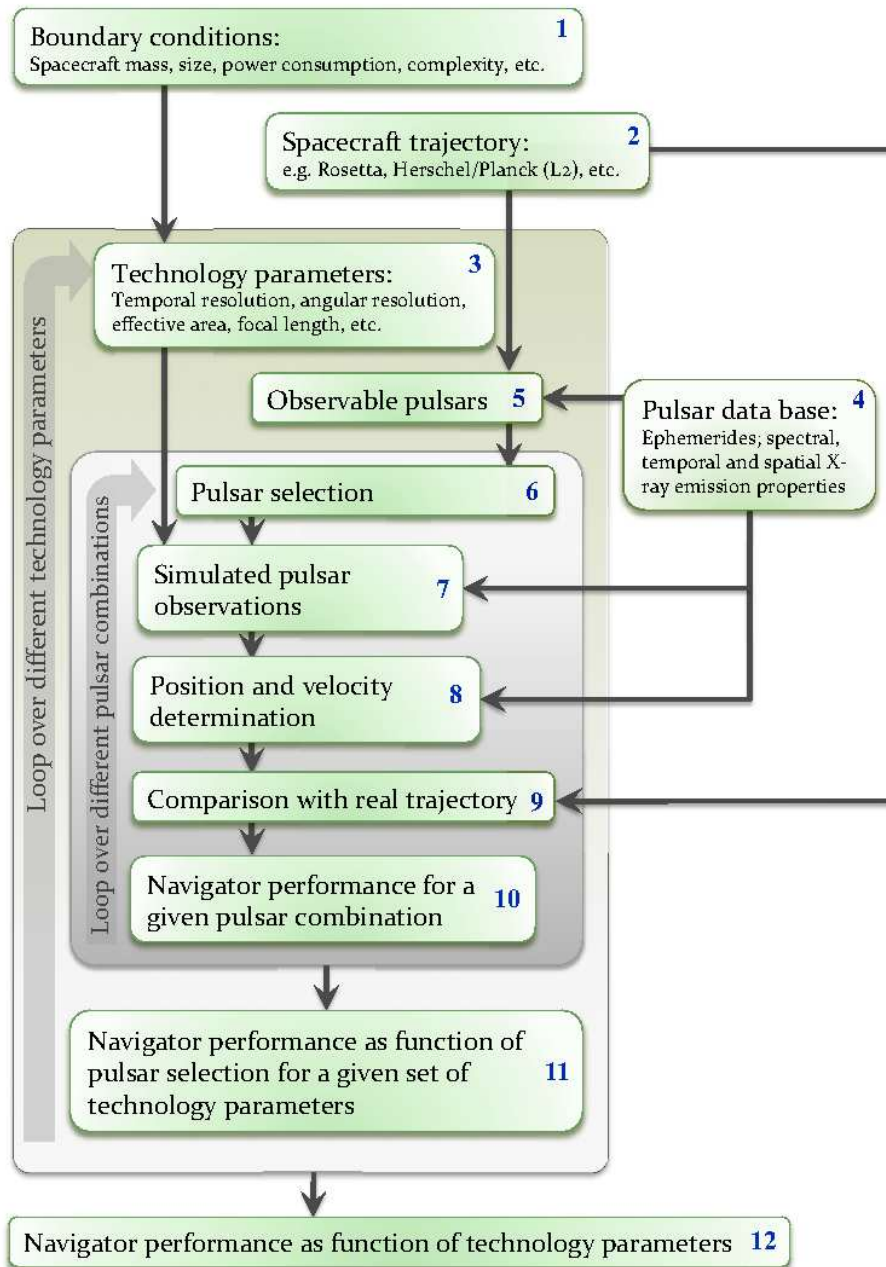 Boundary conditions: 1
Spacecraft mass, size, power consumption, complexity, etc.
Spacecraft trajectory: 2
e.g. Rosetta, Herschel/Planck (L2), etc.
Technology parameters: 3
Temporal resolution, angular resolution,
effective area, focal length, etc.
Observable pulsars 5
Pulsar data base: 4
Ephemerides; spectral,
temporal and spatial X-
ray emission properties
Pulsar selection 6
Simulated pulsar
observations 7
Position and velocity
determination 8
Comparison with real trajectory 9
Navigator performance for a
given pulsar combination 10
Navigator performance as function of
pulsar selection for a given set of
technology parameters 11
Navigator performance as function of technology parameters 12
Loop over different technology parameters
Loop over different pulsar combinations